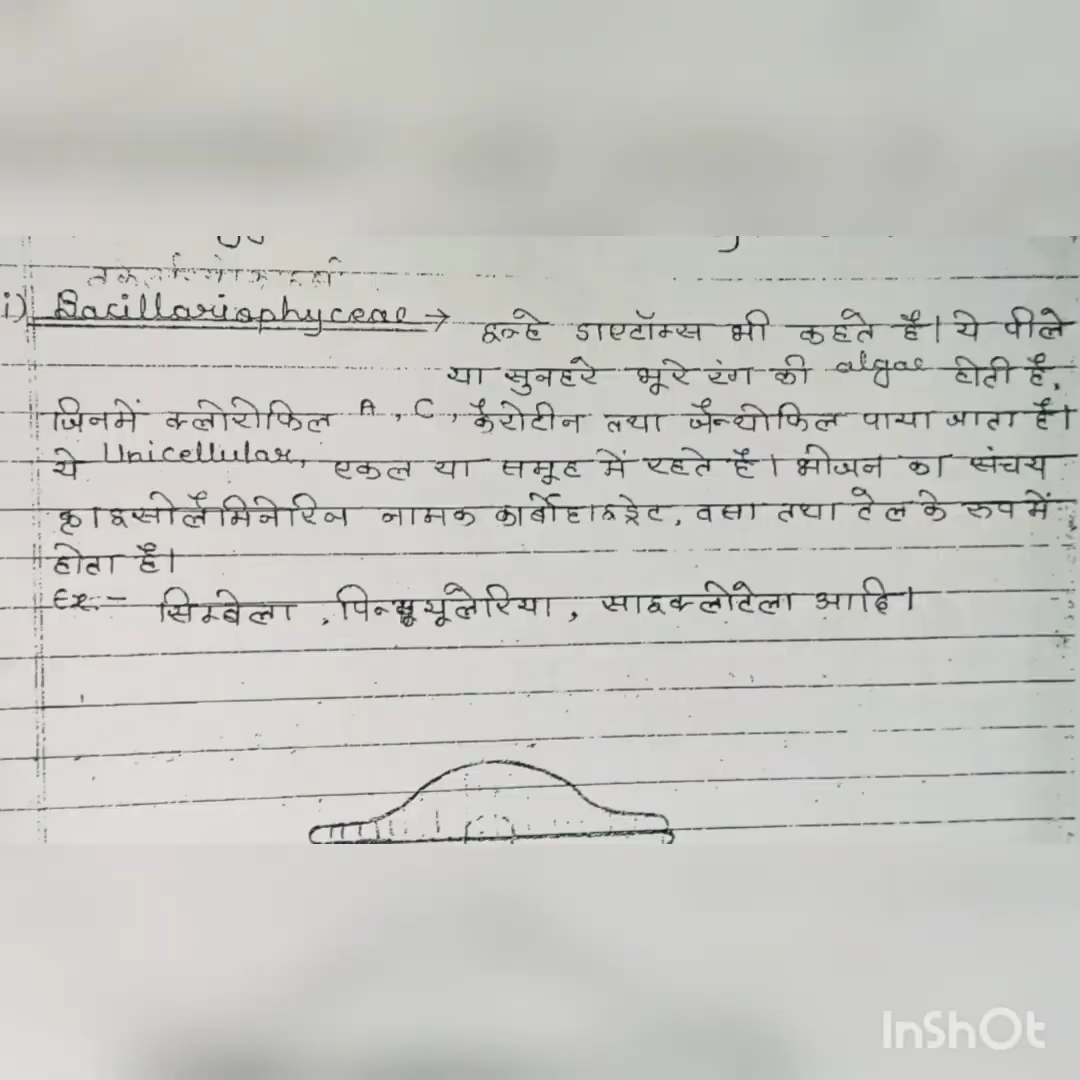 i) Bacillariophyceae → इन्हे डाएटॉम्स भी कहते है। ये पीले
या सुनहरे भूरे रंग की algae होती है,
जिनमें क्लोरोफिल A, C, कैरोटीन तथा जैन्थोफिल पाया जाता है।
ये Unicellular, एकल या समूह में रहते है। भोजन का संचय
क्राइसोलैमिनेरिन नामक कार्बोहाइड्रेट, वसा तथा तेल के रुप में
होता है।
Ex:- सिम्बेला, पिन्यूलेरिया, साइक्लोटेला आदि।
InShOt